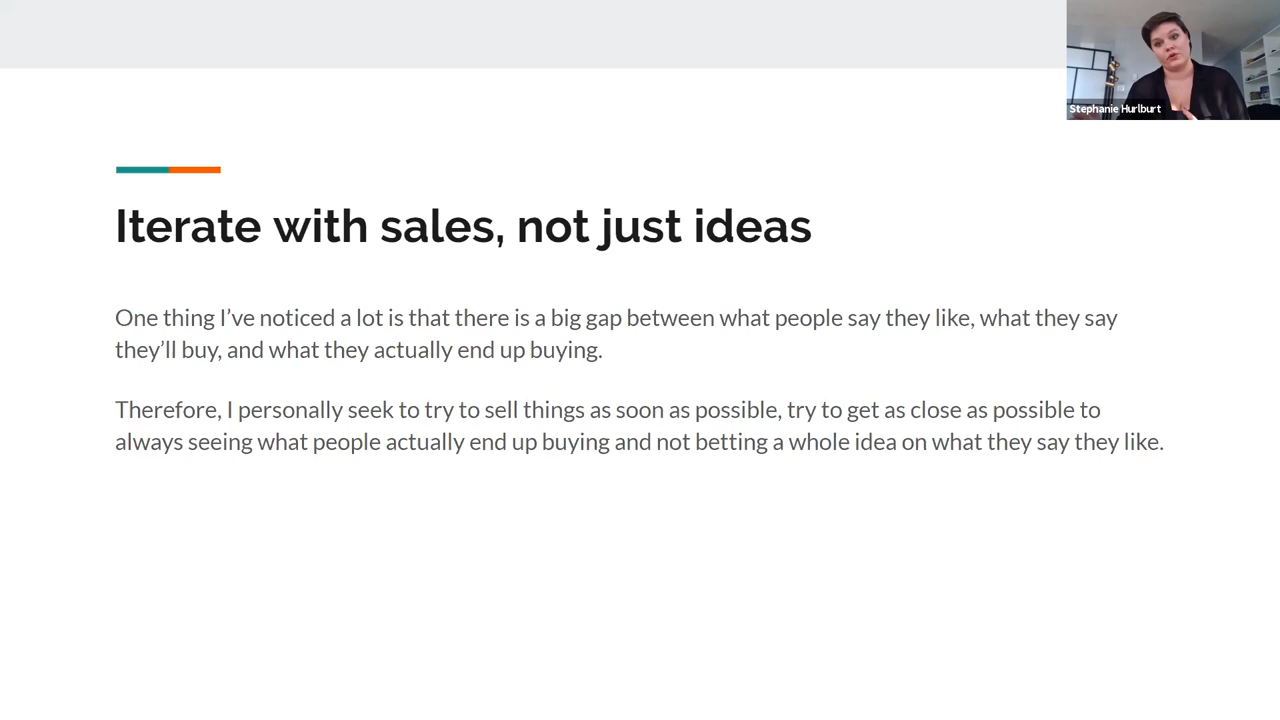 Stephanie Hurlburt
Iterate with sales, not just ideas
One thing I’ve noticed a lot is that there is a big gap between what people say they like, what they say
they’ll buy, and what they actually end up buying.
Therefore, I personally seek to try to sell things as soon as possible, try to get as close as possible to
always seeing what people actually end up buying and not betting a whole idea on what they say they like.